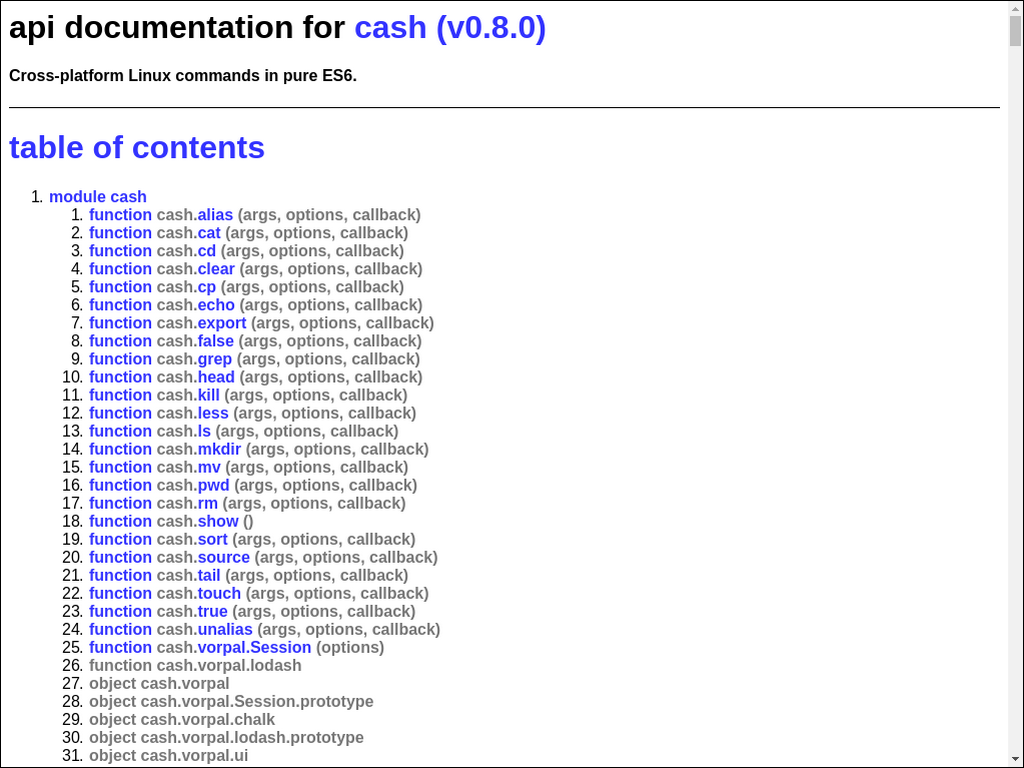 api documentation for cash (v0.8.0)
Cross-platform Linux commands in pure ES6.
table of contents
1. module cash
1. function cash.alias (args, options, callback)
2. function cash.cat (args, options, callback)
3. function cash.cd (args, options, callback)
4. function cash.clear (args, options, callback)
5. function cash.cp (args, options, callback)
6. function cash.echo (args, options, callback)
7. function cash.export (args, options, callback)
8. function cash.false (args, options, callback)
9. function cash.grep (args, options, callback)
10. function cash.head (args, options, callback)
11. function cash.kill (args, options, callback)
12. function cash.less (args, options, callback)
13. function cash.ls (args, options, callback)
14. function cash.mkdir (args, options, callback)
15. function cash.mv (args, options, callback)
16. function cash.pwd (args, options, callback)
17. function cash.rm (args, options, callback)
18. function cash.show ()
19. function cash.sort (args, options, callback)
20. function cash.source (args, options, callback)
21. function cash.tail (args, options, callback)
22. function cash.touch (args, options, callback)
23. function cash.true (args, options, callback)
24. function cash.unalias (args, options, callback)
25. function cash.vorpal.Session (options)
26. function cash.vorpal.lodash
27. object cash.vorpal
28. object cash.vorpal.Session.prototype
29. object cash.vorpal.chalk
30. object cash.vorpal.lodash.prototype
31. object cash.vorpal.ui